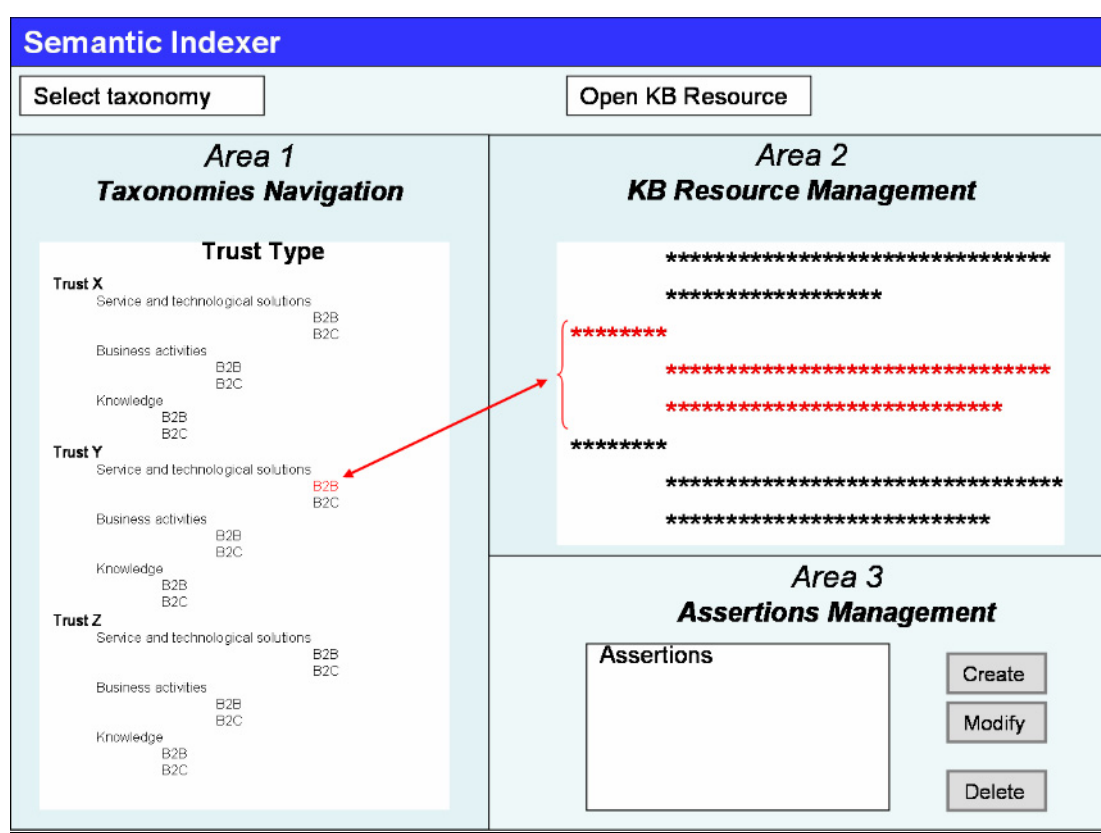 Semantic Indexer
Select taxonomy
Open KB Resource
Area 1
Taxonomies Navigation
Trust Type
Trust X
Service and technological solutions
B2B
B2C
Business activities
B2B
B2C
Knowledge
B2B
B2C
Trust Y
Service and technological solutions
B2B
B2C
Business activities
B2B
B2C
Knowledge
B2B
B2C
Trust Z
Service and technological solutions
B2B
B2C
Business activities
B2B
B2C
Knowledge
B2B
B2C
Area 2
KB Resource Management
********************************
******************
********
********************************
****************************
********
*********************************
***************************
Area 3
Assertions Management
Assertions
Create
Modify
Delete